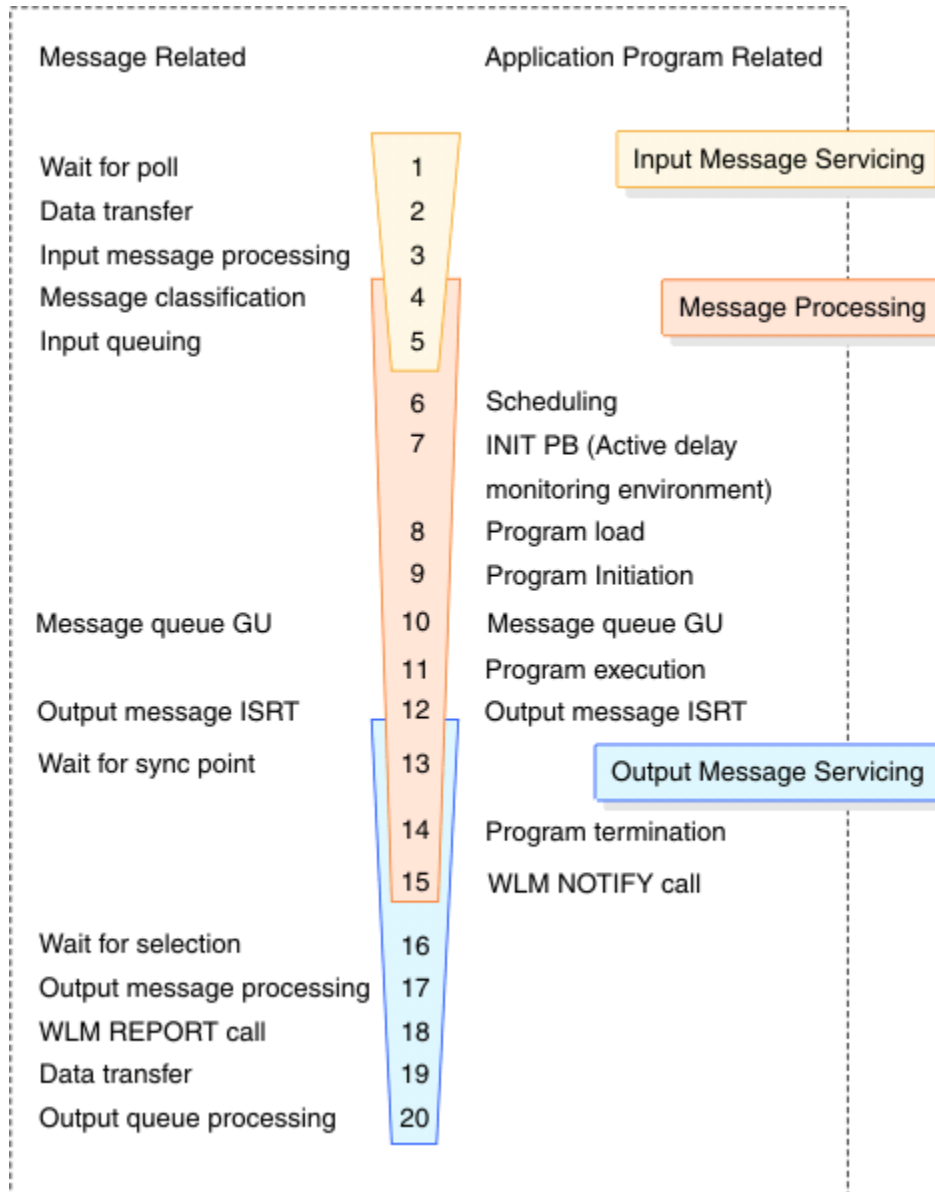 Message Related Application Program Related
Wait for poll 1 Input Message Servicing
Data transfer 2
Input message processing 3
Message classification 4 Message Processing
Input queuing 5
6 Scheduling
7 INIT PB (Active delay
monitoring environment)
8 Program load
9 Program Initiation
Message queue GU 10 Message queue GU
11 Program execution
Output message ISRT 12 Output message ISRT
Wait for sync point 13 Output Message Servicing
14 Program termination
15 WLM NOTIFY call
Wait for selection 16
Output message processing 17
WLM REPORT call 18
Data transfer 19
Output queue processing 20